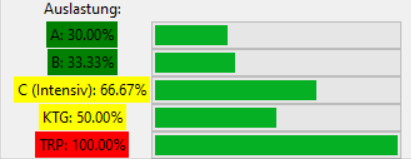 Auslastung:
A: 30.00%
B: 33.33%
C (Intensiv): 66.67%
KTG: 50.00%
TRP: 100.00%